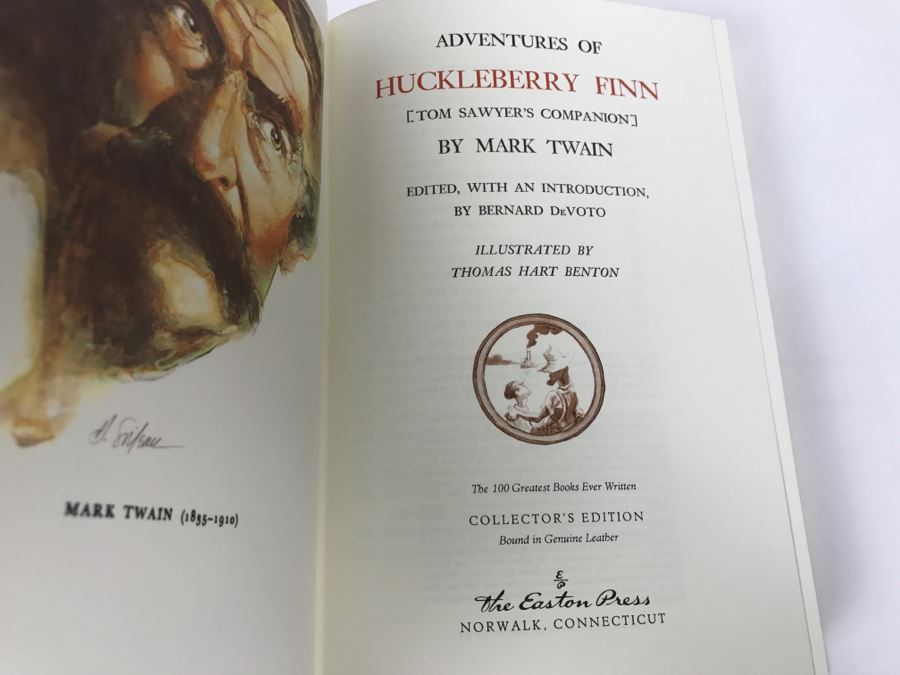 MARK TWAIN (1835–1910)
ADVENTURES OF
HUCKLEBERRY FINN
[TOM SAWYER'S COMPANION]
BY MARK TWAIN
EDITED, WITH AN INTRODUCTION,
BY BERNARD DEVOTO
ILLUSTRATED BY
THOMAS HART BENTON
The 100 Greatest Books Ever Written
COLLECTOR'S EDITION
Bound in Genuine Leather
The Easton Press
NORWALK, CONNECTICUT